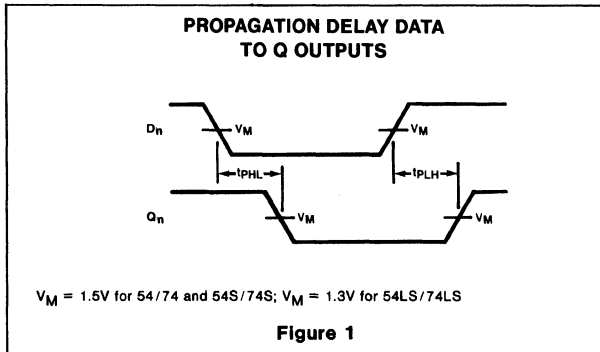 PROPAGATION DELAY DATA
TO Q OUTPUTS
Dn
VM
VM
tPHL
tPLH
Qn
VM
VM
VM = 1.5V for 54/74 and 54S/74S; VM = 1.3V for 54LS/74LS
Figure 1